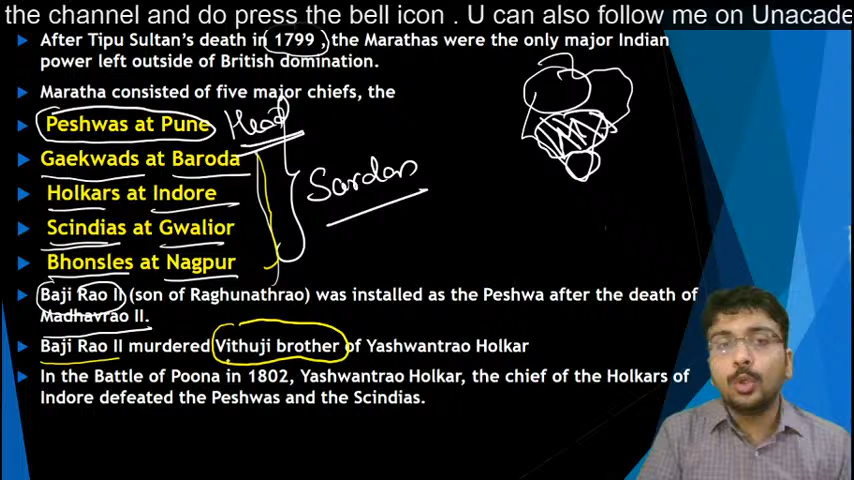 the channel and do press the bell icon . U can also follow me on Unacade
After Tipu Sultan's death in 1799 , the Marathas were the only major Indian
power left outside of British domination.
Maratha consisted of five major chiefs, the
Peshwas at Pune Head
Gaekwads at Baroda
Holkars at Indore Sardars
Scindias at Gwalior
Bhonsles at Nagpur
Baji Rao II (son of Raghunathrao) was installed as the Peshwa after the death of
Madhavrao II.
Baji Rao II murdered Vithuji brother of Yashwantrao Holkar
In the Battle of Poona in 1802, Yashwantrao Holkar, the chief of the Holkars of
Indore defeated the Peshwas and the Scindias.